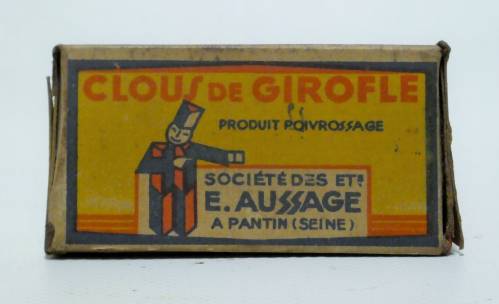 CLOUS DE GIROFLE
PRODUIT POIVROSSAGE
SOCIÉTÉ DES ETS
E. AUSSAGE
A PANTIN (SEINE)